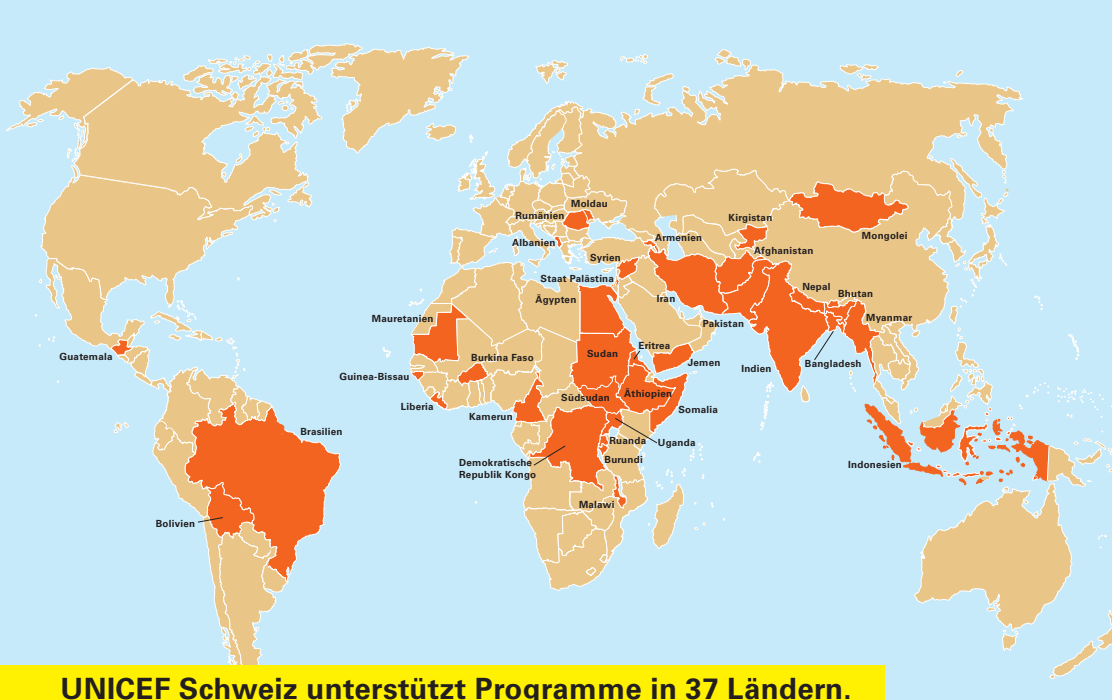 Moldau
Rumänien
Kirgistan
Albanien
Armenien
Mongolei
Afghanistan
Syrien
Staat Palästina
Nepal
Bhutan
Ägypten
Iran
Mauretanien
Myanmar
Pakistan
Eritrea
Sudan
Guatemala
Burkina Faso
Jemen
Bangladesh
Indien
Guinea-Bissau
Äthiopien
Südsudan
Liberia
Somalia
Kamerun
Brasilien
Ruanda
Uganda
Burundi
Demokratische
Republik Kongo
Indonesien
Malawi
Bolivien
UNICEF Schweiz unterstützt Programme in 37 Ländern.